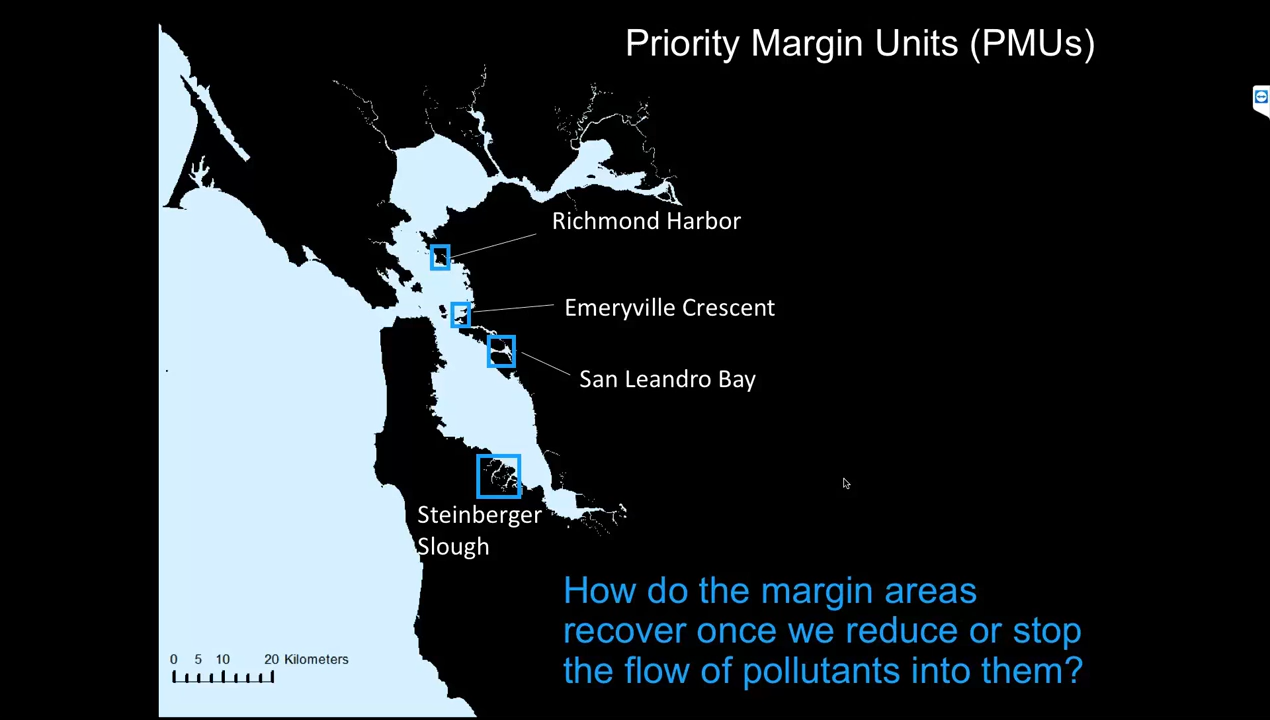 Priority Margin Units (PMUs)
Richmond Harbor
Emeryville Crescent
San Leandro Bay
Steinberger
Slough
How do the margin areas
recover once we reduce or stop
the flow of pollutants into them?
0 5 10 20 Kilometers